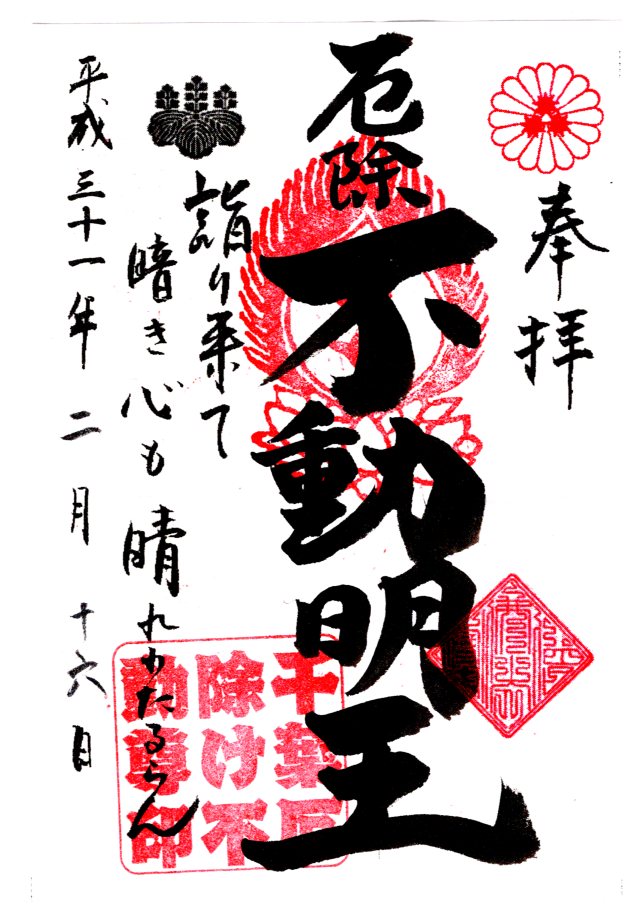 奉拝
厄除
不動明王
詣り来て
暗き心も晴れわたるらん
平成三十一年二月十六日
千葉厄
除け不
動尊印